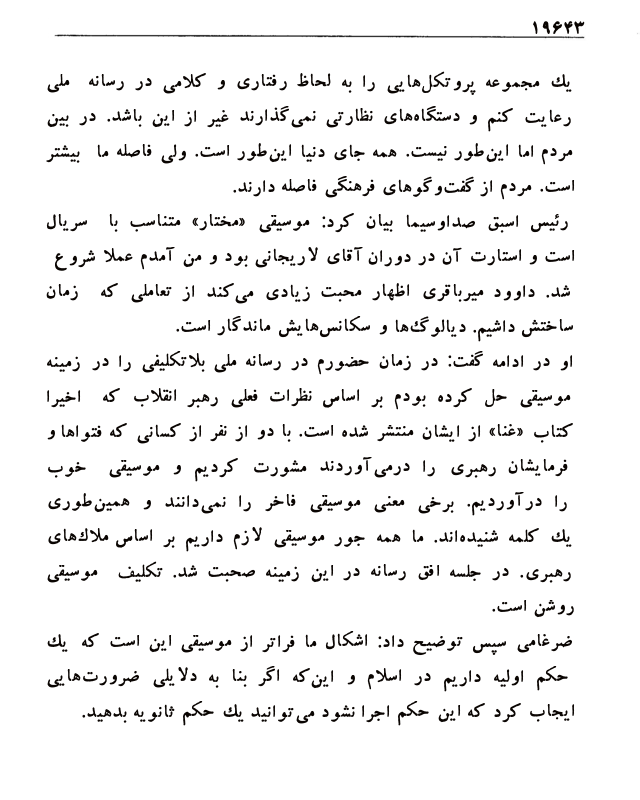 ۱۹۶۴۳
یك مجموعه پروتکل‌هایی را به لحاظ رفتاری و کلامی در رسانه ملی
رعایت کنم و دستگاه‌های نظارتی نمی‌گذارند غیر از این باشد. در بین
مردم اما این‌طور نیست. همه جای دنیا این‌طور است. ولی فاصله ما بیشتر
است. مردم از گفت‌وگوهای فرهنگی فاصله دارند.
رئیس اسبق صداوسیما بیان کرد: موسیقی «مختار» متناسب با سریال
است و استارت آن در دوران آقای لاریجانی بود و من آمدم عملا شروع
شد. داوود میرباقری اظهار محبت زیادی می‌کند از تعاملی که زمان
ساختش داشیم. دیالوگ‌ها و سکانس‌هایش ماندگار است.
او در ادامه گفت: در زمان حضورم در رسانه ملی بلاتکلیفی را در زمینه
موسیقی حل کرده بودم بر اساس نظرات فعلی رهبر انقلاب که اخیرا
کتاب «غنا» از ایشان منتشر شده است. با دو از نفر از کسانی که فتواها و
فرمایشان رهبری را درمی‌آوردند مشورت کردیم و موسیقی خوب
را درآوردیم. برخی معنی موسیقی فاخر را نمی‌دانند و همین‌طوری
یك کلمه شنیده‌اند. ما همه جور موسیقی لازم داریم بر اساس ملاك‌های
رهبری. در جلسه افق رسانه در این زمینه صحبت شد. تکلیف موسیقی
روشن است.
ضرغامی سپس توضیح داد: اشکال ما فراتر از موسیقی این است که یك
حکم اولیه داریم در اسلام و این‌که اگر بنا به دلایلی ضرورت‌هایی
ایجاب کرد که این حکم اجرا نشود می‌توانید یك حکم ثانویه بدهید.